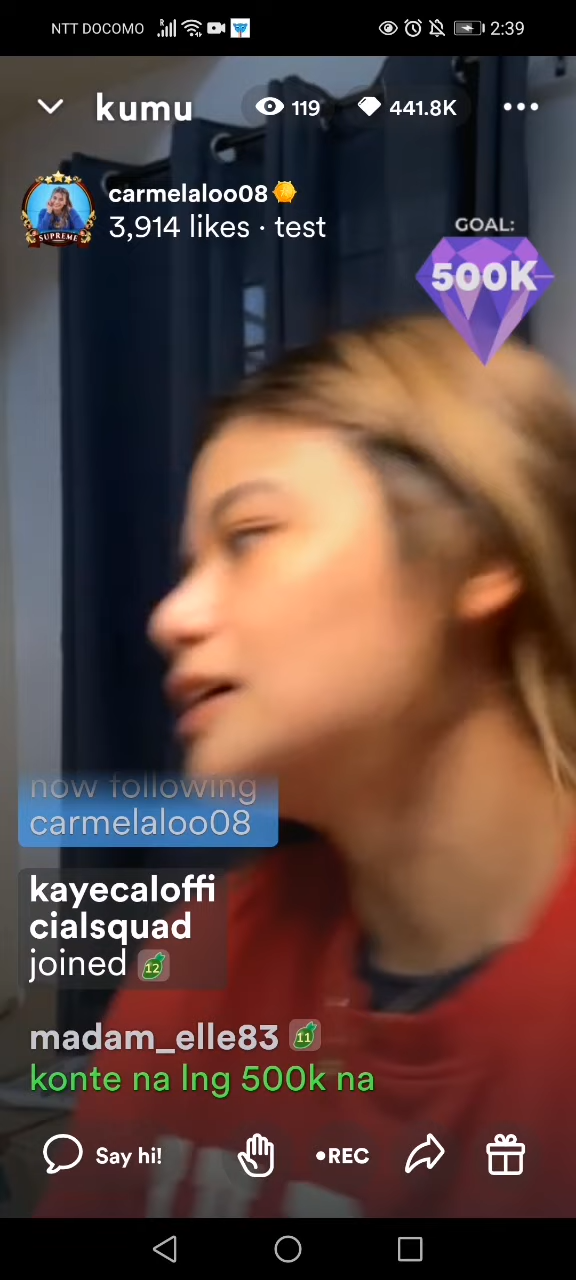 NTT DOCOMO R 2:39
kumu 119 441.8K
carmelaloo08
3,914 likes · test
SUPREME
GOAL:
500K
now following
carmelaloo08
kayecaloffi
cialsquad
joined 12
madam_elle83 11
konte na lng 500k na
Say hi! •REC